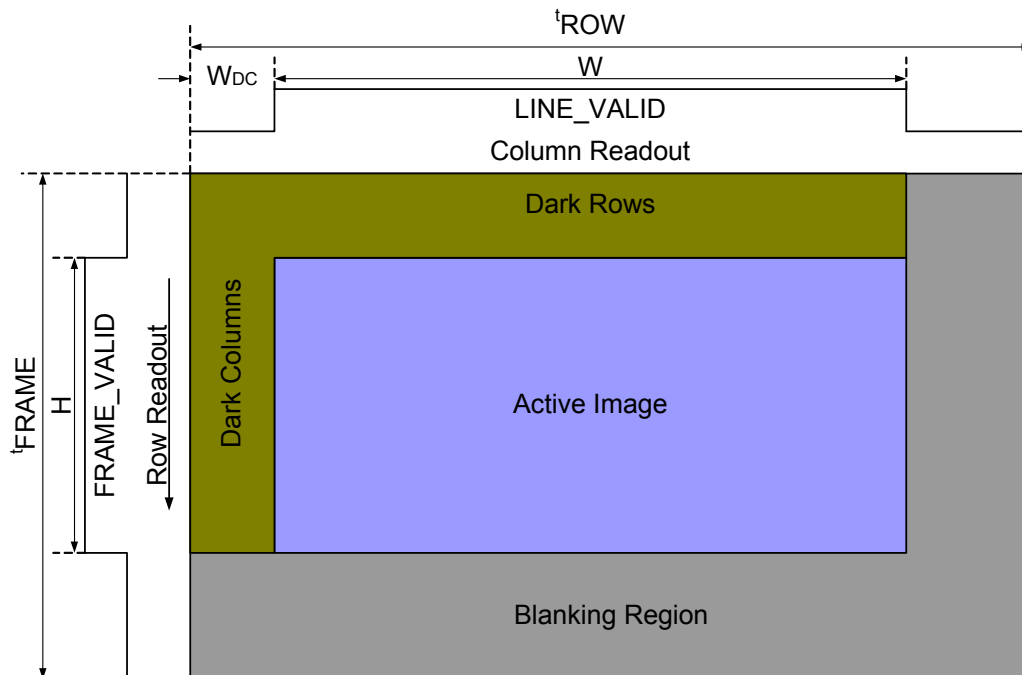 tROW
WDC
W
LINE_VALID
Column Readout
Dark Rows
tFRAME
H
FRAME_VALID
Row Readout
Dark Columns
Active Image
Blanking Region